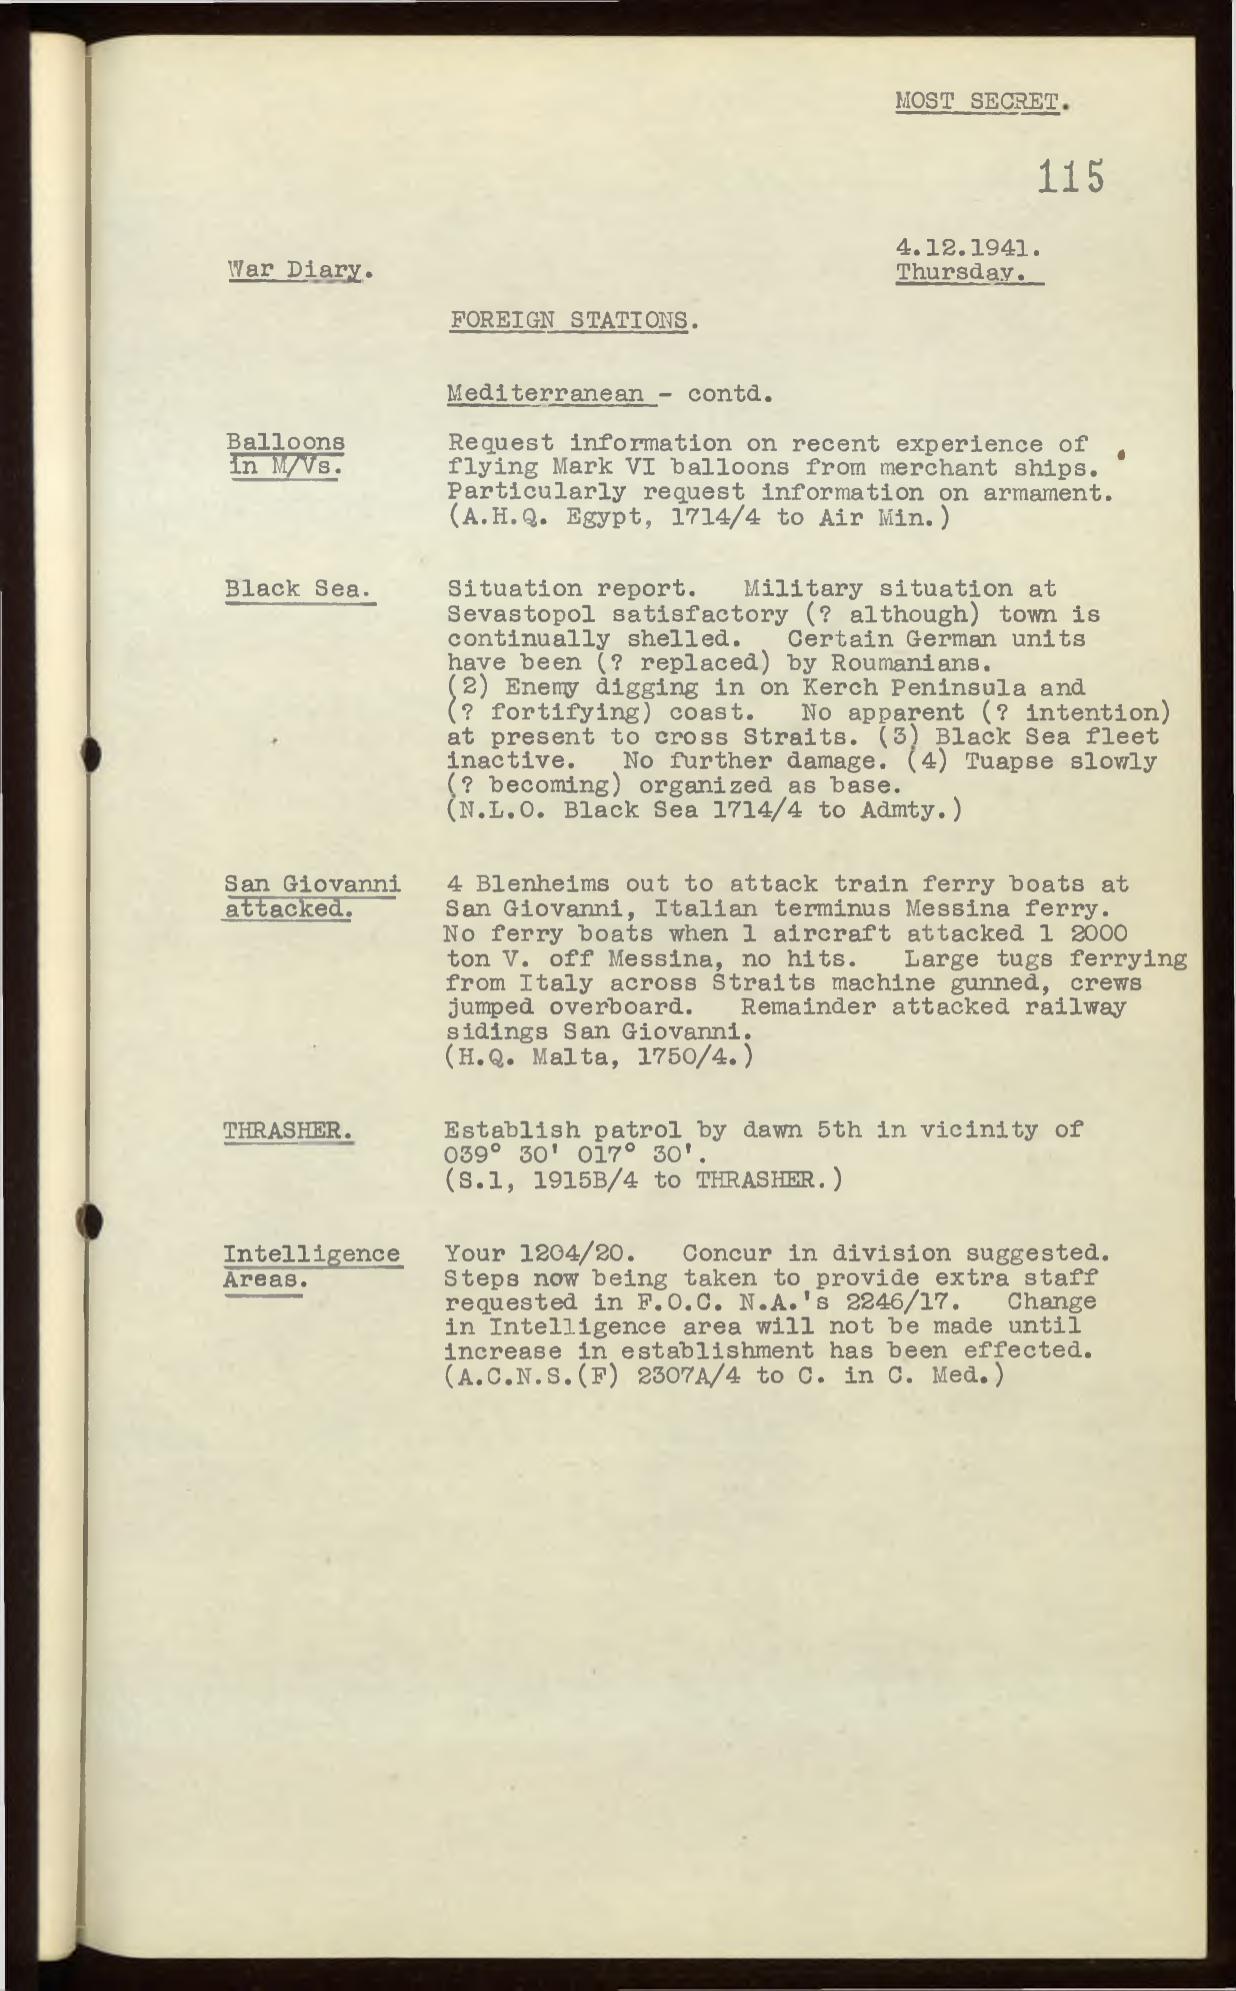 MOST SECRET.
115
4.12.1941.
War Diary.
Thursday.
FOREIGN STATIONS.
Mediterranean - contd.
Balloons
in M/Vs.
Request information on recent experience of
flying Mark VI balloons from merchant ships.
Particularly request information on armament.
(A.H.Q. Egypt, 1714/4 to Air Min.)
Black Sea.
Situation report. Military situation at
Sevastopol satisfactory (? although) town is
continually shelled. Certain German units
have been (? replaced) by Roumanians.
(2) Enemy digging in on Kerch Peninsula and
(? fortifying) coast. No apparent (? intention)
at present to cross Straits. (3) Black Sea fleet
inactive. No further damage. (4) Tuapse slowly
(? becoming) organized as base.
(N.L.O. Black Sea 1714/4 to Admty.)
San Giovanni
attacked.
4 Blenheims out to attack train ferry boats at
San Giovanni, Italian terminus Messina ferry.
No ferry boats when 1 aircraft attacked 1 2000
ton V. off Messina, no hits. Large tugs ferrying
from Italy across Straits machine gunned, crews
jumped overboard. Remainder attacked railway
sidings San Giovanni.
(H.Q. Malta, 1750/4.)
THRASHER.
Establish patrol by dawn 5th in vicinity of
039° 30' 017° 30'.
(S.1, 1915B/4 to THRASHER.)
Intelligence
Areas.
Your 1204/20. Concur in division suggested.
Steps now being taken to provide extra staff
requested in F.O.C. N.A.'s 2246/17. Change
in Intelligence area will not be made until
increase in establishment has been effected.
(A.C.N.S.(F) 2307A/4 to C. in C. Med.)